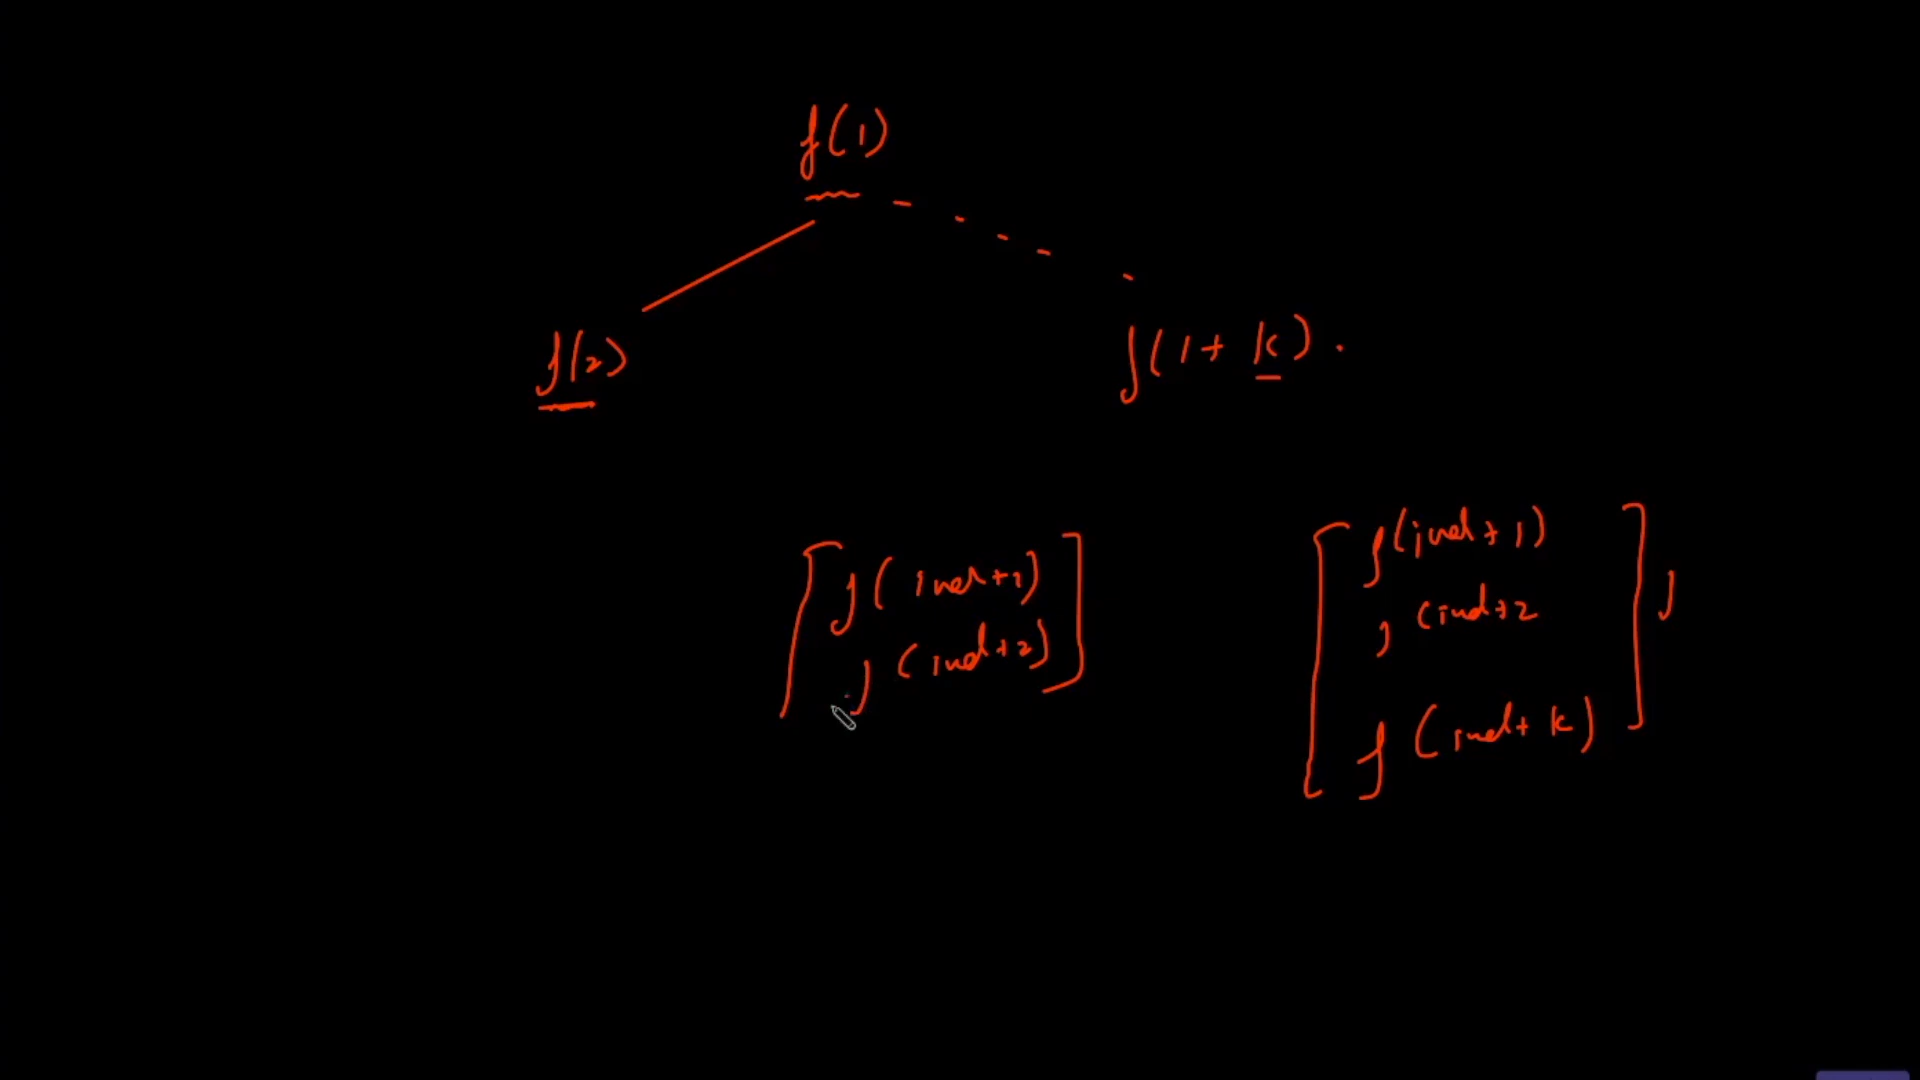 f(1)
f(2)
f(1+k).
f(ind+1)
f(ind+2)
f(ind+1)
f(ind+2
f(ind+k)